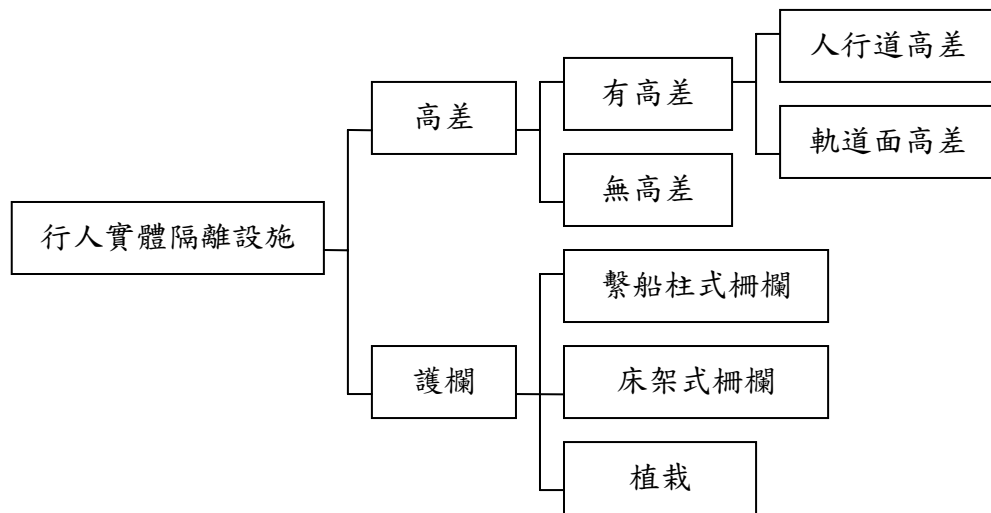 行人實體隔離設施
高差
有高差
人行道高差
軌道面高差
無高差
護欄
繫船柱式柵欄
床架式柵欄
植栽